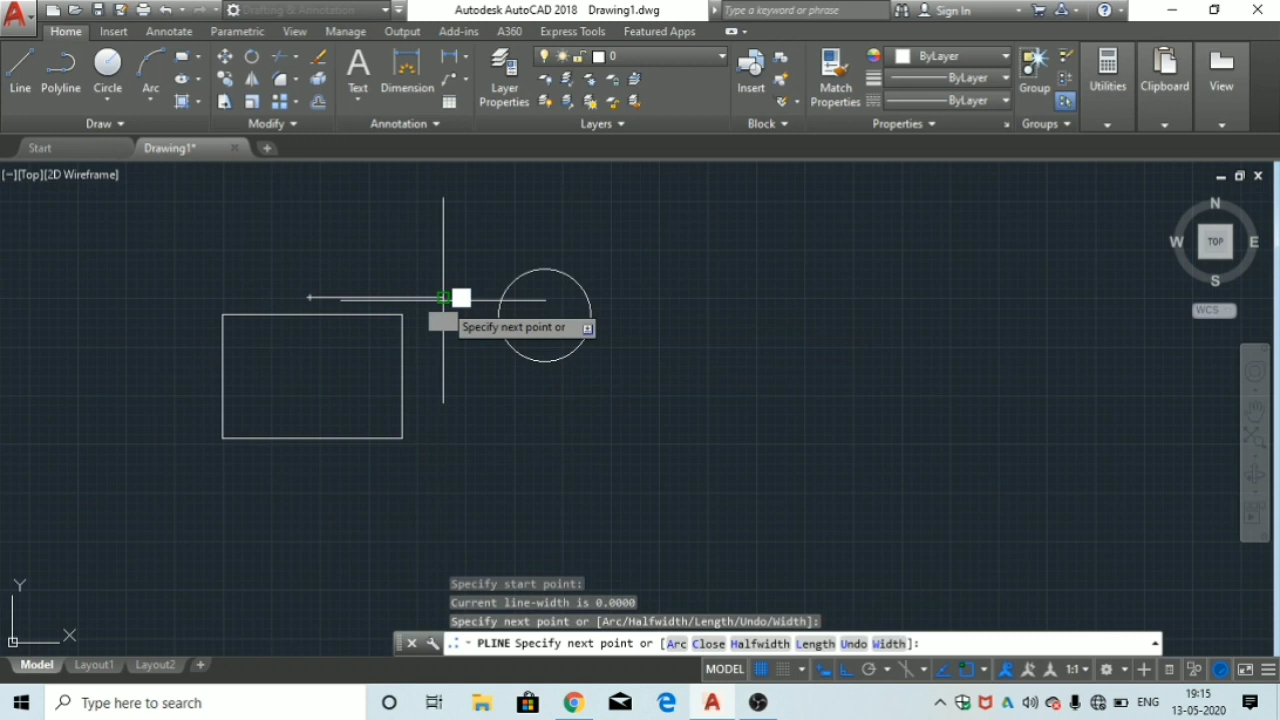 Drafting & Annotation
Autodesk AutoCAD 2018 Drawing1.dwg
Type a keyword or phrase
Sign In
Home Insert Annotate Parametric View Manage Output Add-ins A360 Express Tools Featured Apps
Line Polyline Circle Arc
Text Dimension
Layer Properties
0
Insert
Match Properties
ByLayer
ByLayer
ByLayer
Group
Utilities
Clipboard
View
Draw Modify Annotation Layers Block Properties Groups
Start Drawing1*
[−][Top][2D Wireframe]
N
W TOP E
S
WCS
Specify next point or
Y
X
Specify start point:
Current line-width is 0.0000
Specify next point or [Arc/Halfwidth/Length/Undo/Width]:
PLINE Specify next point or [Arc Close Halfwidth Length Undo Width]:
Model Layout1 Layout2 +
MODEL 1:1
Type here to search
ENG
19:15
13-05-2020